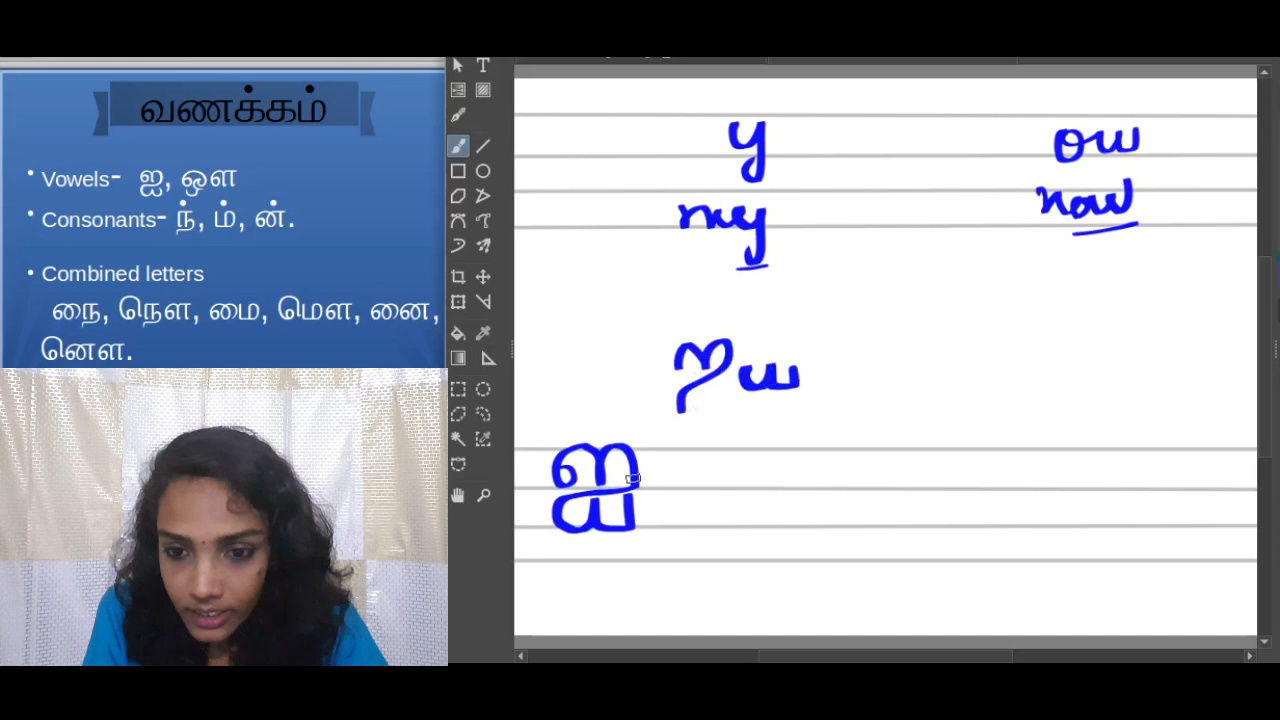 வணக்கம்
• Vowels- ஐ, ஔ
• Consonants- ந், ம், ன்.
• Combined letters
நை, நௌ, மை, மௌ, னை,
னௌ.
y
ow
my
now
ஐ